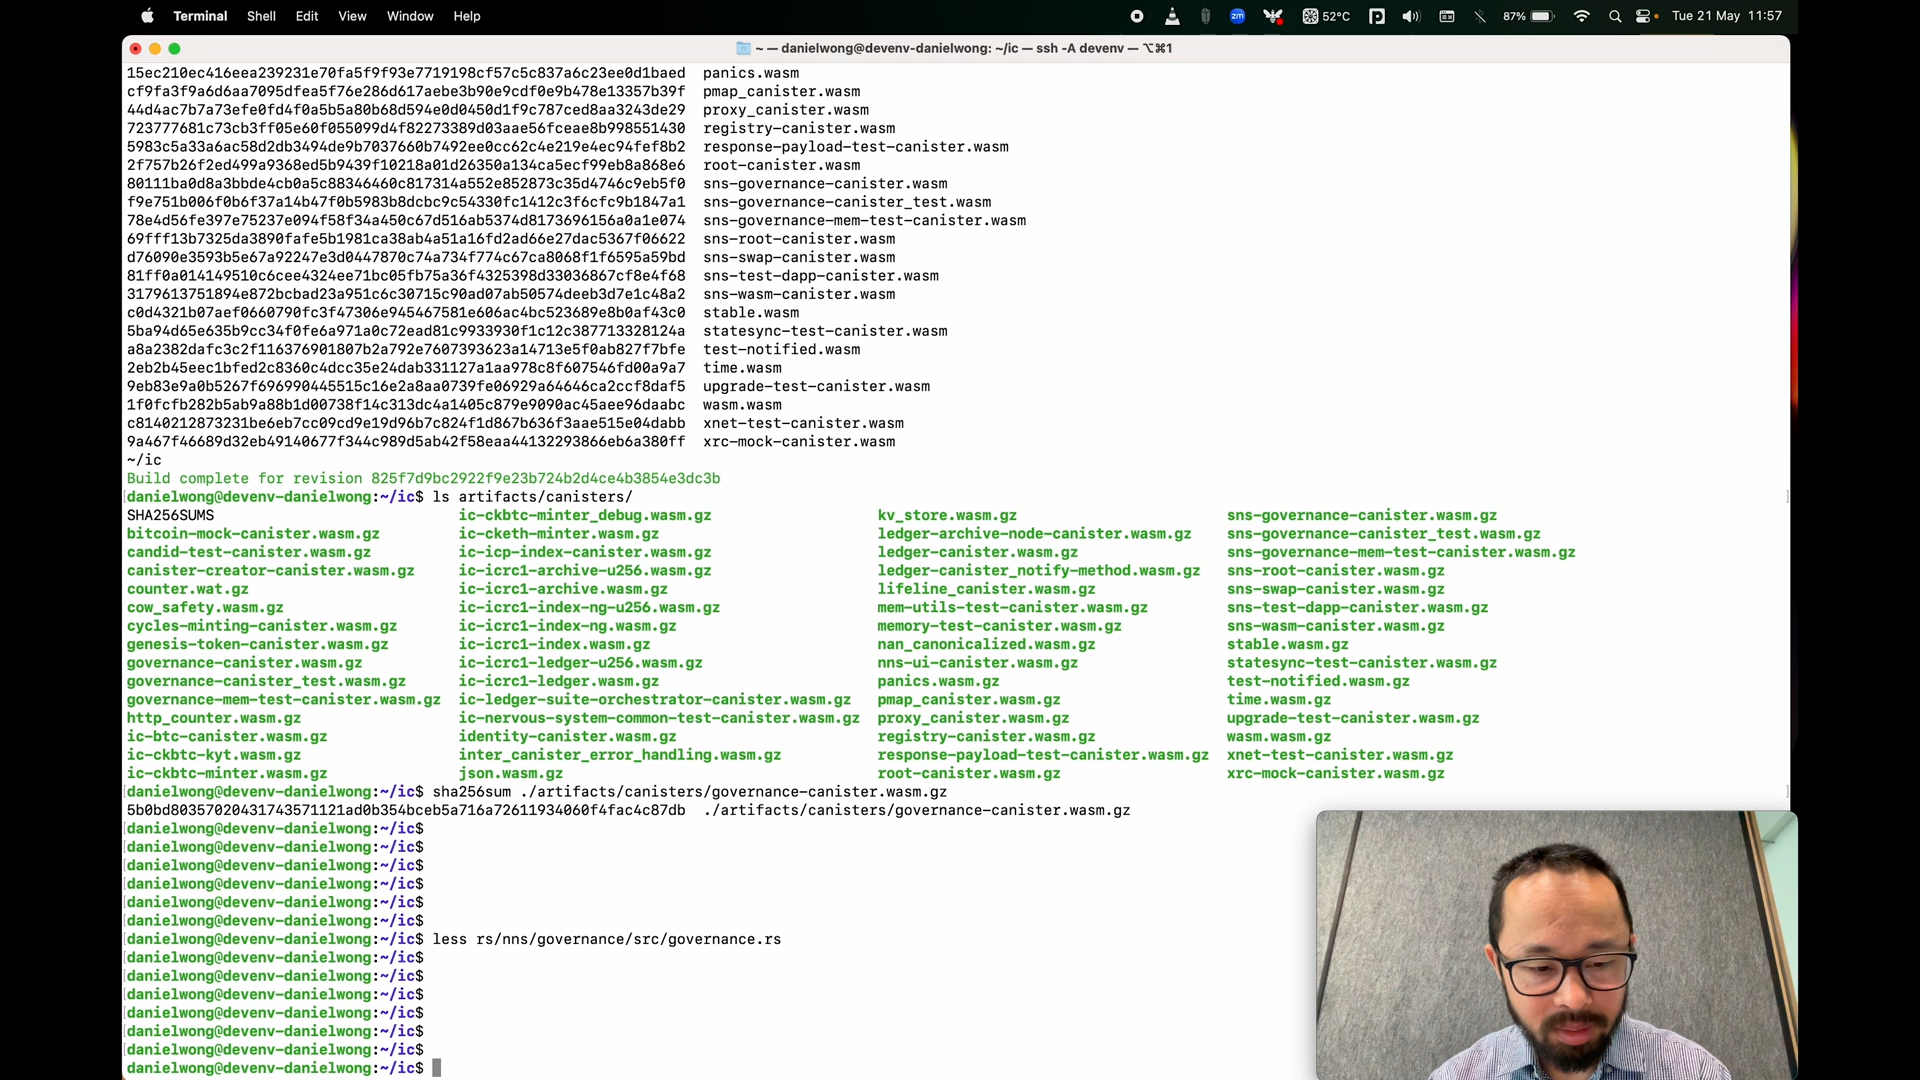 Terminal Shell Edit View Window Help zm 52°C 87% Tue 21 May 11:57
~ — danielwong@devenv-danielwong: ~/ic — ssh -A devenv — ⌥⌘1
15ec210ec416eea239231e70fa5f9f93e7719198cf57c5c837a6c23ee0d1baed panics.wasm
cf9fa3f9a6d6aa7095dfea5f76e286d617aebe3b90e9cdf0e9b478e13357b39f pmap_canister.wasm
44d4ac7b7a73efe0fd4f0a5b5a80b68d594e0d0450d1f9c787ced8aa3243de29 proxy_canister.wasm
723777681c73cb3ff05e60f055099d4f82273389d03aae56fceae8b998551430 registry-canister.wasm
5983c5a33a6ac58d2db3494de9b7037660b7492ee0cc62c4e219e4ec94fef8b2 response-payload-test-canister.wasm
2f757b26f2ed499a9368ed5b9439f10218a01d26350a134ca5ecf99eb8a868e6 root-canister.wasm
80111ba0d8a3bbde4cb0a5c88346460c817314a552e852873c35d4746c9eb5f0 sns-governance-canister.wasm
f9e751b006f0b6f37a14b47f0b5983b8dcbc9c54330fc1412c3f6cfc9b1847a1 sns-governance-canister_test.wasm
78e4d56fe397e75237e094f58f34a450c67d516ab5374d8173696156a0a1e074 sns-governance-mem-test-canister.wasm
69fff13b7325da3890fafe5b1981ca38ab4a51a16fd2ad66e27dac5367f06622 sns-root-canister.wasm
d76090e3593b5e67a92247e3d0447870c74a734f774c67ca8068f1f6595a59bd sns-swap-canister.wasm
81ff0a014149510c6cee4324ee71bc05fb75a36f4325398d33036867cf8e4f68 sns-test-dapp-canister.wasm
3179613751894e872bcbad23a951c6c30715c90ad07ab50574deeb3d7e1c48a2 sns-wasm-canister.wasm
c0d4321b07aef0660790fc3f47306e945467581e606ac4bc523689e8b0af43c0 stable.wasm
5ba94d65e635b9cc34f0fe6a971a0c72ead81c9933930f1c12c387713328124a statesync-test-canister.wasm
a8a2382dafc3c2f116376901807b2a792e7607393623a14713e5f0ab827f7bfe test-notified.wasm
2eb2b45eec1bfed2c8360c4dcc35e24dab331127a1aa978c8f607546fd00a9a7 time.wasm
9eb83e9a0b5267f696990445515c16e2a8aa0739fe06929a64646ca2ccf8daf5 upgrade-test-canister.wasm
1f0fcfb282b5ab9a88b1d00738f14c313dc4a1405c879e9090ac45aee96daabc wasm.wasm
c8140212873231be6eb7cc09cd9e19d96b7c824f1d867b636f3aae515e04dabb xnet-test-canister.wasm
9a467f46689d32eb49140677f344c989d5ab42f58eaa44132293866eb6a380ff xrc-mock-canister.wasm
~/ic
Build complete for revision 825f7d9bc2922f9e23b724b2d4ce4b3854e3dc3b
danielwong@devenv-danielwong:~/ic$ ls artifacts/canisters/
SHA256SUMS ic-ckbtc-minter_debug.wasm.gz kv_store.wasm.gz sns-governance-canister.wasm.gz
bitcoin-mock-canister.wasm.gz ic-cketh-minter.wasm.gz ledger-archive-node-canister.wasm.gz sns-governance-canister_test.wasm.gz
candid-test-canister.wasm.gz ic-icp-index-canister.wasm.gz ledger-canister.wasm.gz sns-governance-mem-test-canister.wasm.gz
canister-creator-canister.wasm.gz ic-icrc1-archive-u256.wasm.gz ledger-canister_notify-method.wasm.gz sns-root-canister.wasm.gz
counter.wat.gz ic-icrc1-archive.wasm.gz lifeline_canister.wasm.gz sns-swap-canister.wasm.gz
cow_safety.wasm.gz ic-icrc1-index-ng-u256.wasm.gz mem-utils-test-canister.wasm.gz sns-test-dapp-canister.wasm.gz
cycles-minting-canister.wasm.gz ic-icrc1-index-ng.wasm.gz memory-test-canister.wasm.gz sns-wasm-canister.wasm.gz
genesis-token-canister.wasm.gz ic-icrc1-index.wasm.gz nan_canonicalized.wasm.gz stable.wasm.gz
governance-canister.wasm.gz ic-icrc1-ledger-u256.wasm.gz nns-ui-canister.wasm.gz statesync-test-canister.wasm.gz
governance-canister_test.wasm.gz ic-icrc1-ledger.wasm.gz panics.wasm.gz test-notified.wasm.gz
governance-mem-test-canister.wasm.gz ic-ledger-suite-orchestrator-canister.wasm.gz pmap_canister.wasm.gz time.wasm.gz
http_counter.wasm.gz ic-nervous-system-common-test-canister.wasm.gz proxy_canister.wasm.gz upgrade-test-canister.wasm.gz
ic-btc-canister.wasm.gz identity-canister.wasm.gz registry-canister.wasm.gz wasm.wasm.gz
ic-ckbtc-kyt.wasm.gz inter_canister_error_handling.wasm.gz response-payload-test-canister.wasm.gz xnet-test-canister.wasm.gz
ic-ckbtc-minter.wasm.gz json.wasm.gz root-canister.wasm.gz xrc-mock-canister.wasm.gz
danielwong@devenv-danielwong:~/ic$ sha256sum ./artifacts/canisters/governance-canister.wasm.gz
5b0bd80357020431743571121ad0b354bceb5a716a72611934060f4fac4c87db ./artifacts/canisters/governance-canister.wasm.gz
danielwong@devenv-danielwong:~/ic$
danielwong@devenv-danielwong:~/ic$
danielwong@devenv-danielwong:~/ic$
danielwong@devenv-danielwong:~/ic$
danielwong@devenv-danielwong:~/ic$
danielwong@devenv-danielwong:~/ic$
danielwong@devenv-danielwong:~/ic$ less rs/nns/governance/src/governance.rs
danielwong@devenv-danielwong:~/ic$
danielwong@devenv-danielwong:~/ic$
danielwong@devenv-danielwong:~/ic$
danielwong@devenv-danielwong:~/ic$
danielwong@devenv-danielwong:~/ic$
danielwong@devenv-danielwong:~/ic$
danielwong@devenv-danielwong:~/ic$